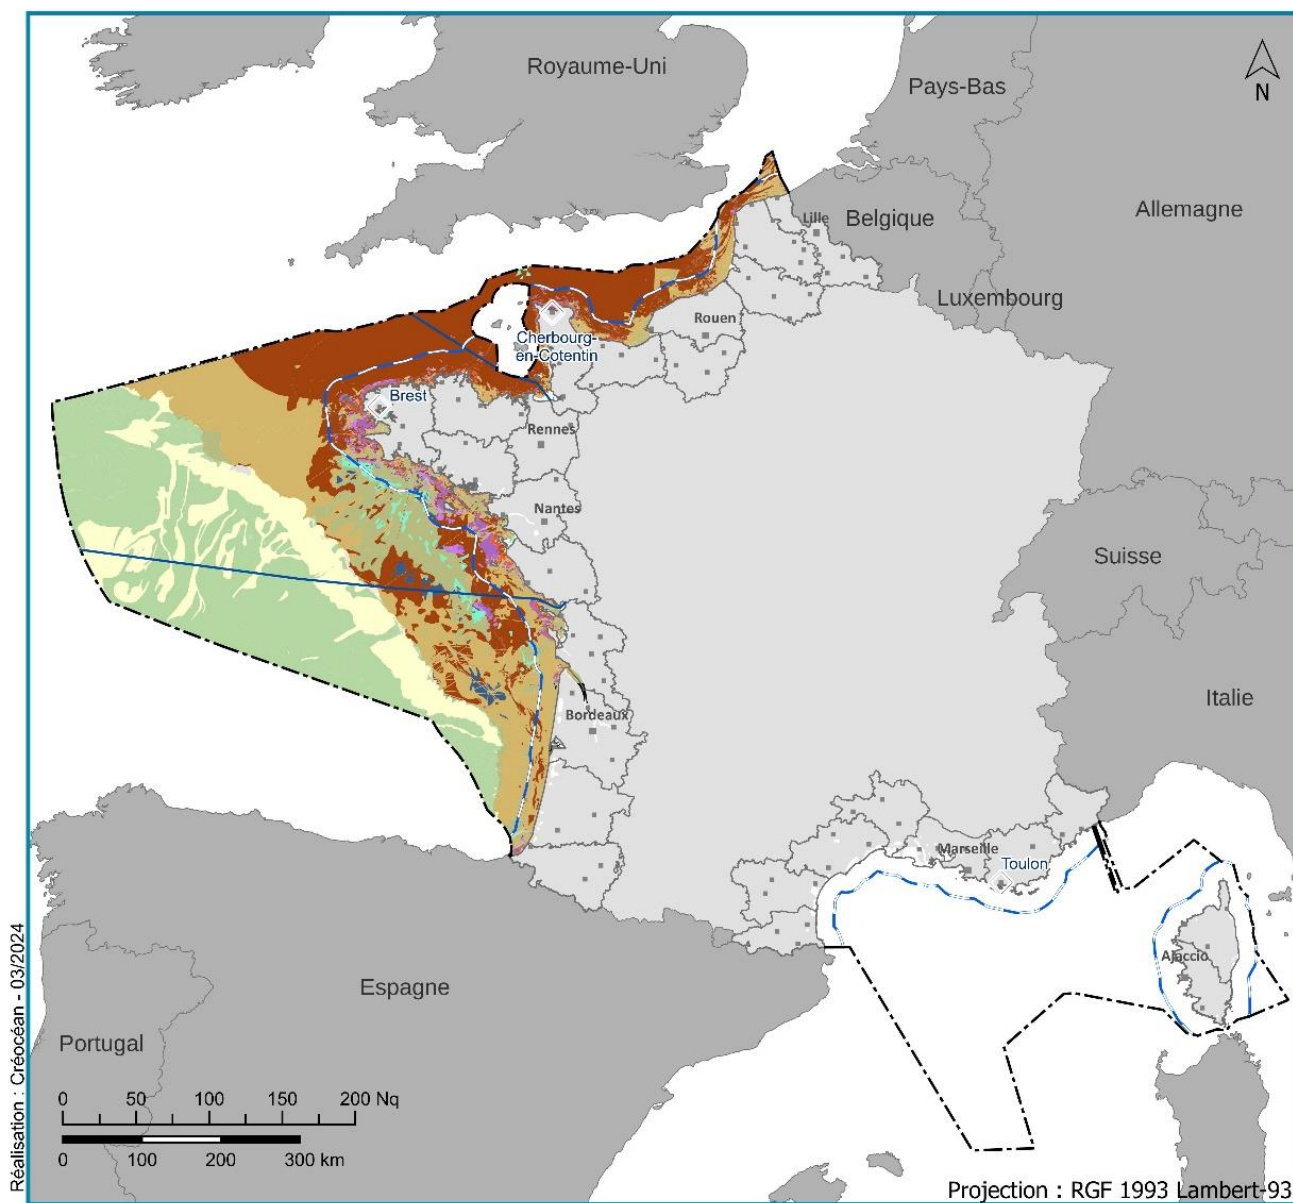 Royaume-Uni
Pays-Bas
N
Allemagne
Lille
Belgique
Luxembourg
Rouen
Cherbourg-
en-Cotentin
Brest
Rennes
Nantes
Suisse
Italie
Bordeaux
Marseille
Toulon
Ajaccio
Espagne
Portugal
0 50 100 150 200 Nq
0 100 200 300 km
Réalisation : Créocéan - 03/2024
Projection : RGF 1993 Lambert-93